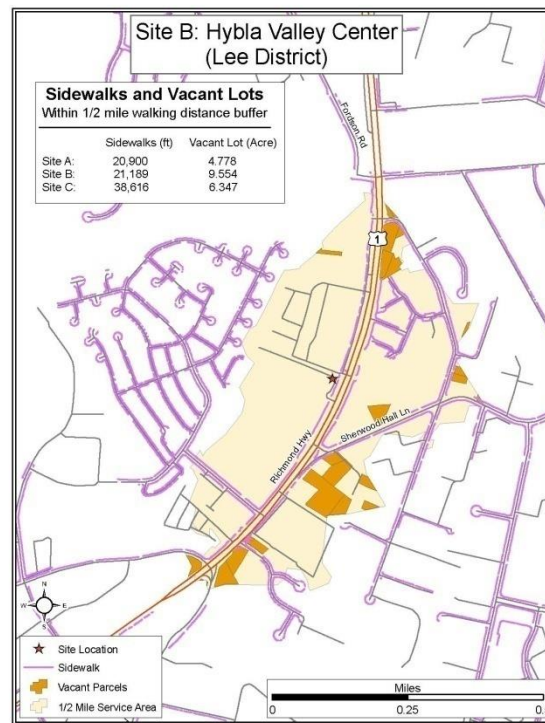 Site B: Hybla Valley Center
(Lee District)
Sidewalks and Vacant Lots
Within 1/2 mile walking distance buffer
Sidewalks (ft) Vacant Lot (Acre)
Site A: 20,900 4.778
Site B: 21,189 9.554
Site C: 38,616 6.347
Fordson Rd
1
Sherwood Hall Ln
Richmond Hwy
N
W E
S
Site Location
Sidewalk
Vacant Parcels
1/2 Mile Service Area
Miles
0 0.25